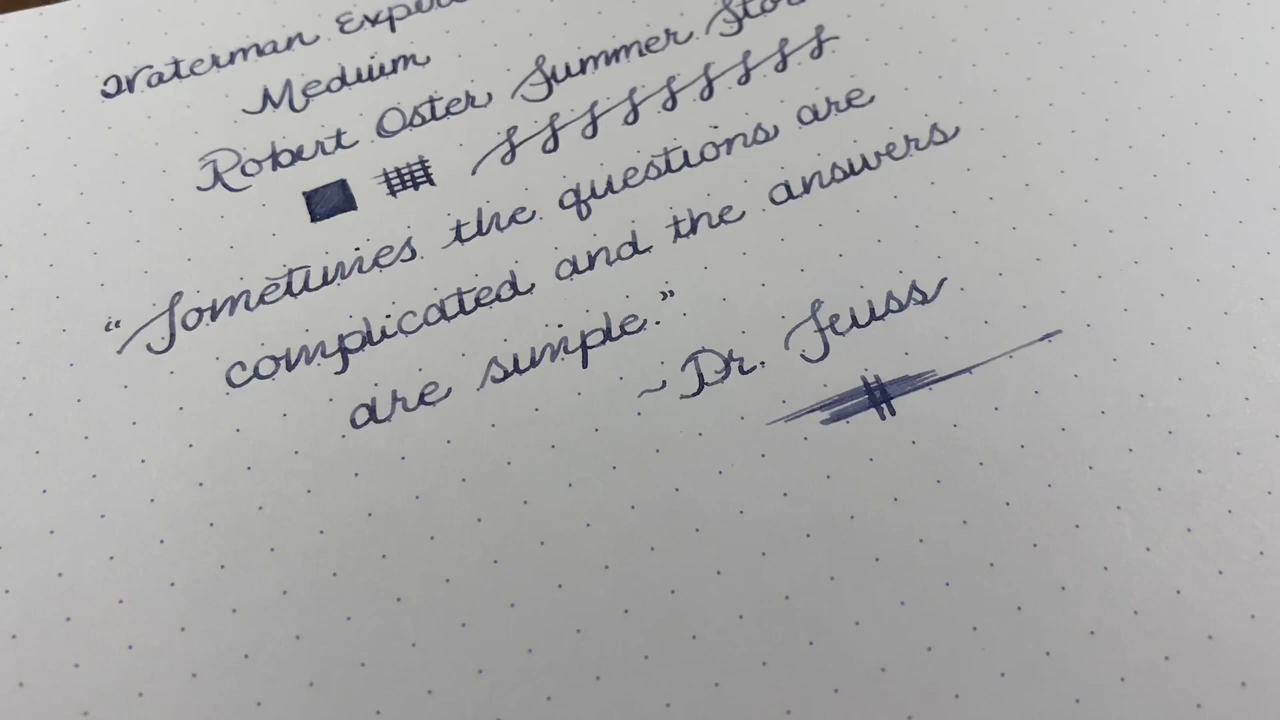 Waterman Expe
Medium
Robert Oster Summer Sto
“Sometimes the questions are
complicated and the answers
are simple.”
~Dr. Seuss